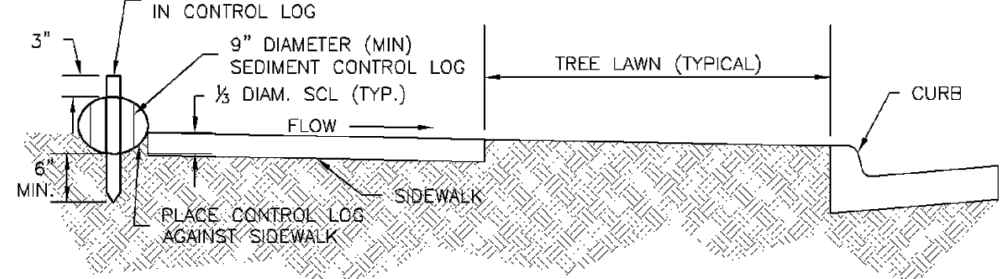 IN CONTROL LOG
3"
9" DIAMETER (MIN)
SEDIMENT CONTROL LOG
⅓ DIAM. SCL (TYP.)
FLOW
TREE LAWN (TYPICAL)
CURB
6"
MIN.
SIDEWALK
PLACE CONTROL LOG
AGAINST SIDEWALK